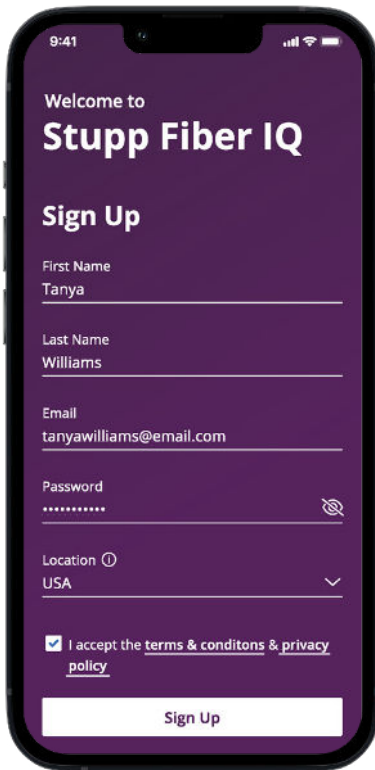 9:41
Welcome to
Stupp Fiber IQ
Sign Up
First Name
Tanya
Last Name
Williams
Email
tanyawilliams@email.com
Password
•••••••••••
Location ⓘ
USA
I accept the terms & conditons & privacy
policy
Sign Up